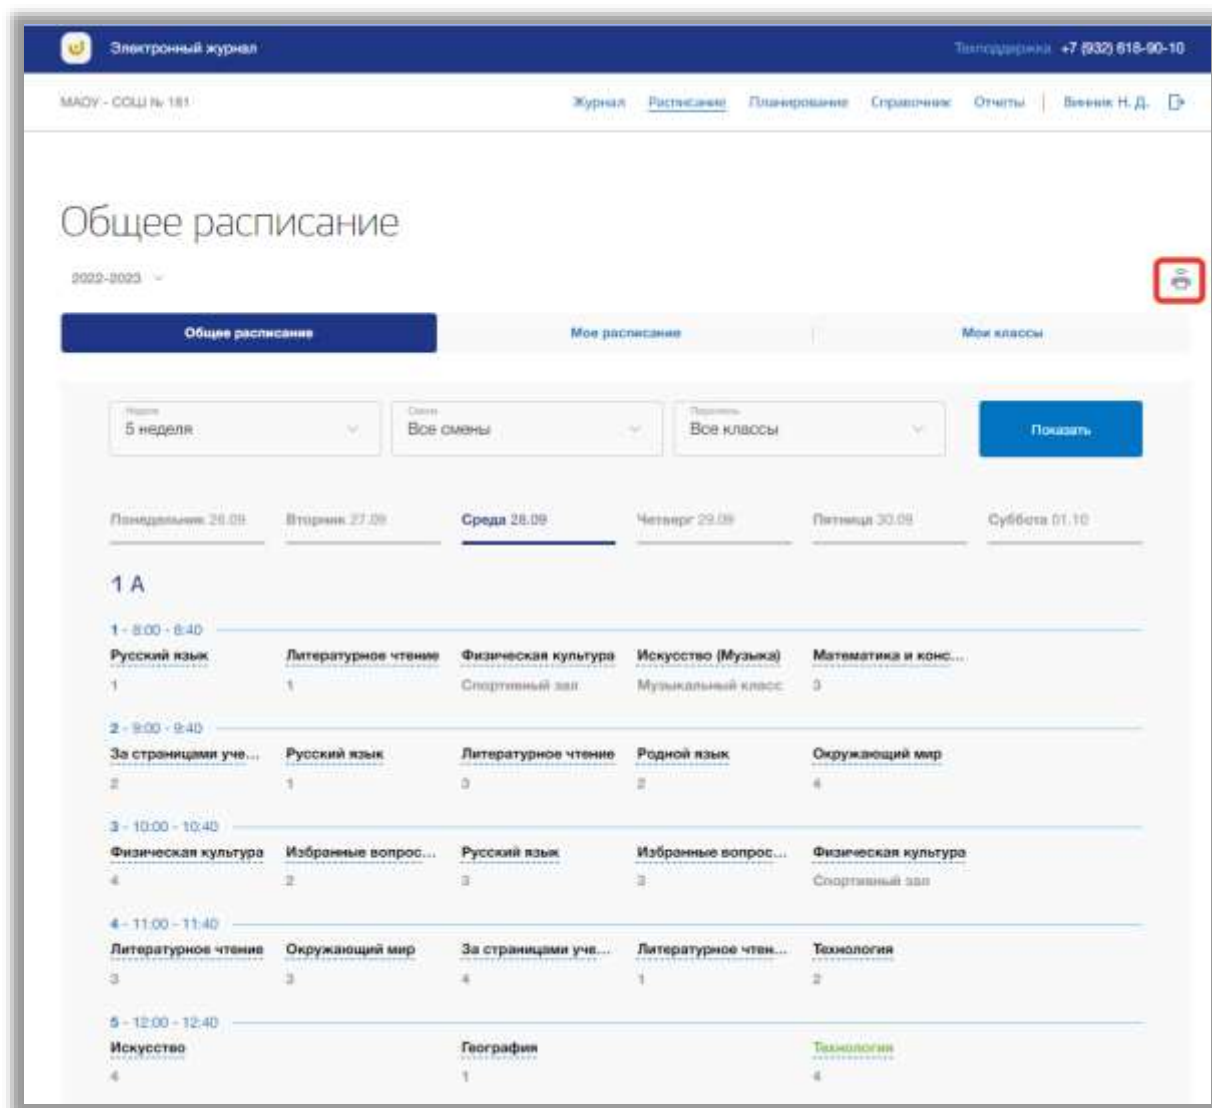 Электронный журнал
Техподдержка +7 (932) 618-90-10
МАОУ - СОШ № 181
Журнал Расписание Планирование Справочник Отчеты Винник Н. Д.
Общее расписание
2022-2023
Общее расписание Мое расписание Мои классы
Неделя Смена Параллель
5 неделя Все смены Все классы Показать
Понедельник 26.09 Вторник 27.09 Среда 28.09 Четверг 29.09 Пятница 30.09 Суббота 01.10
1 А
1 - 8:00 - 8:40
Русский язык Литературное чтение Физическая культура Искусство (Музыка) Математика и конс...
1 1 Спортивный зал Музыкальный класс 3
2 - 9:00 - 9:40
За страницами уче... Русский язык Литературное чтение Родной язык Окружающий мир
2 1 3 2 4
3 - 10:00 - 10:40
Физическая культура Избранные вопрос... Русский язык Избранные вопрос... Физическая культура
4 2 3 3 Спортивный зал
4 - 11:00 - 11:40
Литературное чтение Окружающий мир За страницами уче... Литературное чтен... Технология
3 3 4 1 2
5 - 12:00 - 12:40
Искусство География Технология
4 1 4